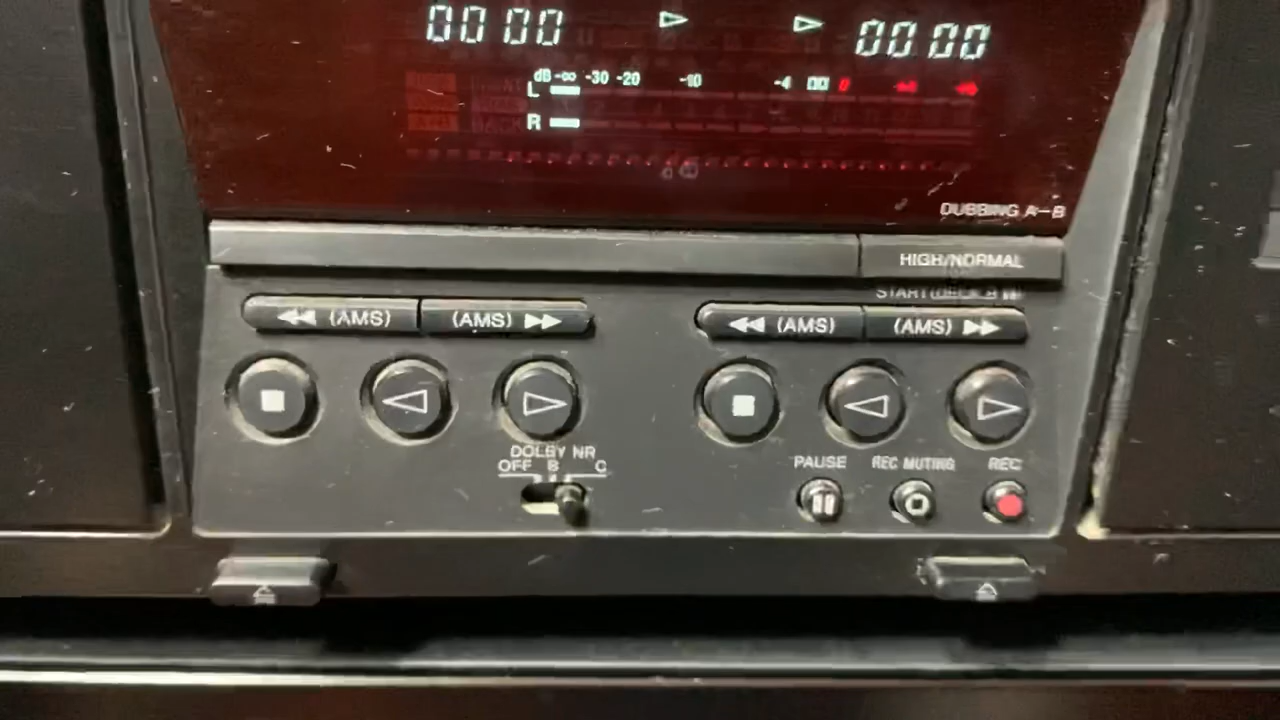 00 00 00 00
dB -∞ -30 -20 -10 -4 0
L
R
DUBBING A-B
HIGH/NORMAL
START
(AMS) (AMS) (AMS) (AMS)
DOLBY NR
OFF B C
PAUSE REC MUTING REC